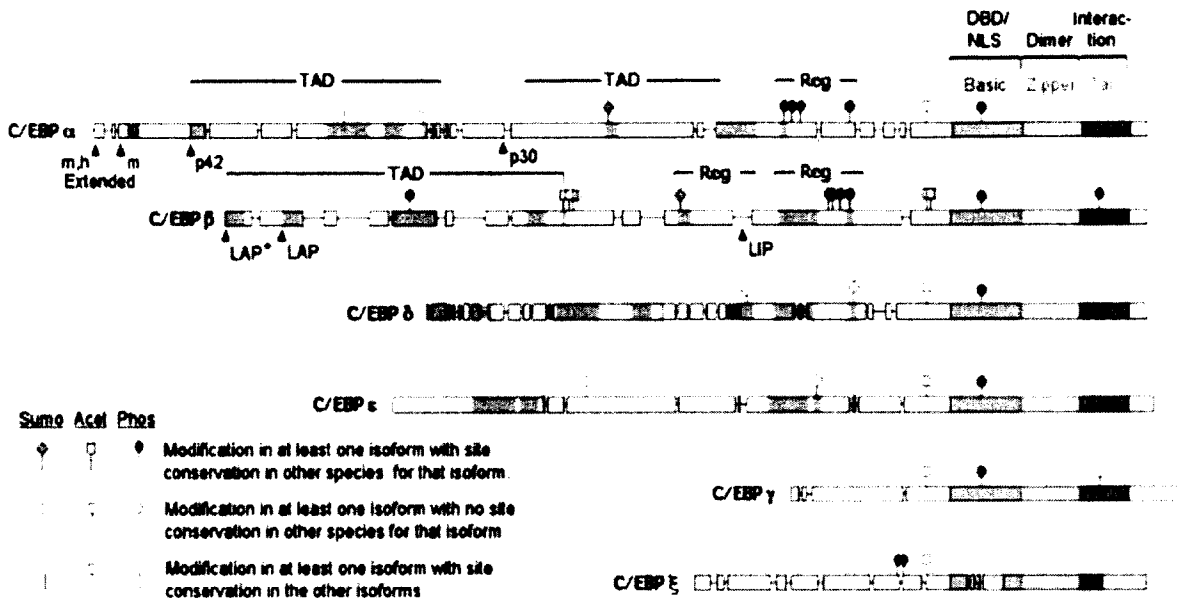 DBD/ Interac-
NLS Dimer tion
TAD TAD Reg Basic Zipper Tail
C/EBP α
m,h m p42 p30
Extended
TAD Reg Reg
C/EBP β
LAP* LAP LIP
C/EBP δ
C/EBP ε
Sumo Acet Phos
Modification in at least one isoform with site
conservation in other species for that isoform.
C/EBP γ
Modification in at least one isoform with no site
conservation in other species for that isoform
Modification in at least one isoform with site
conservation in the other isoforms
C/EBP ξ